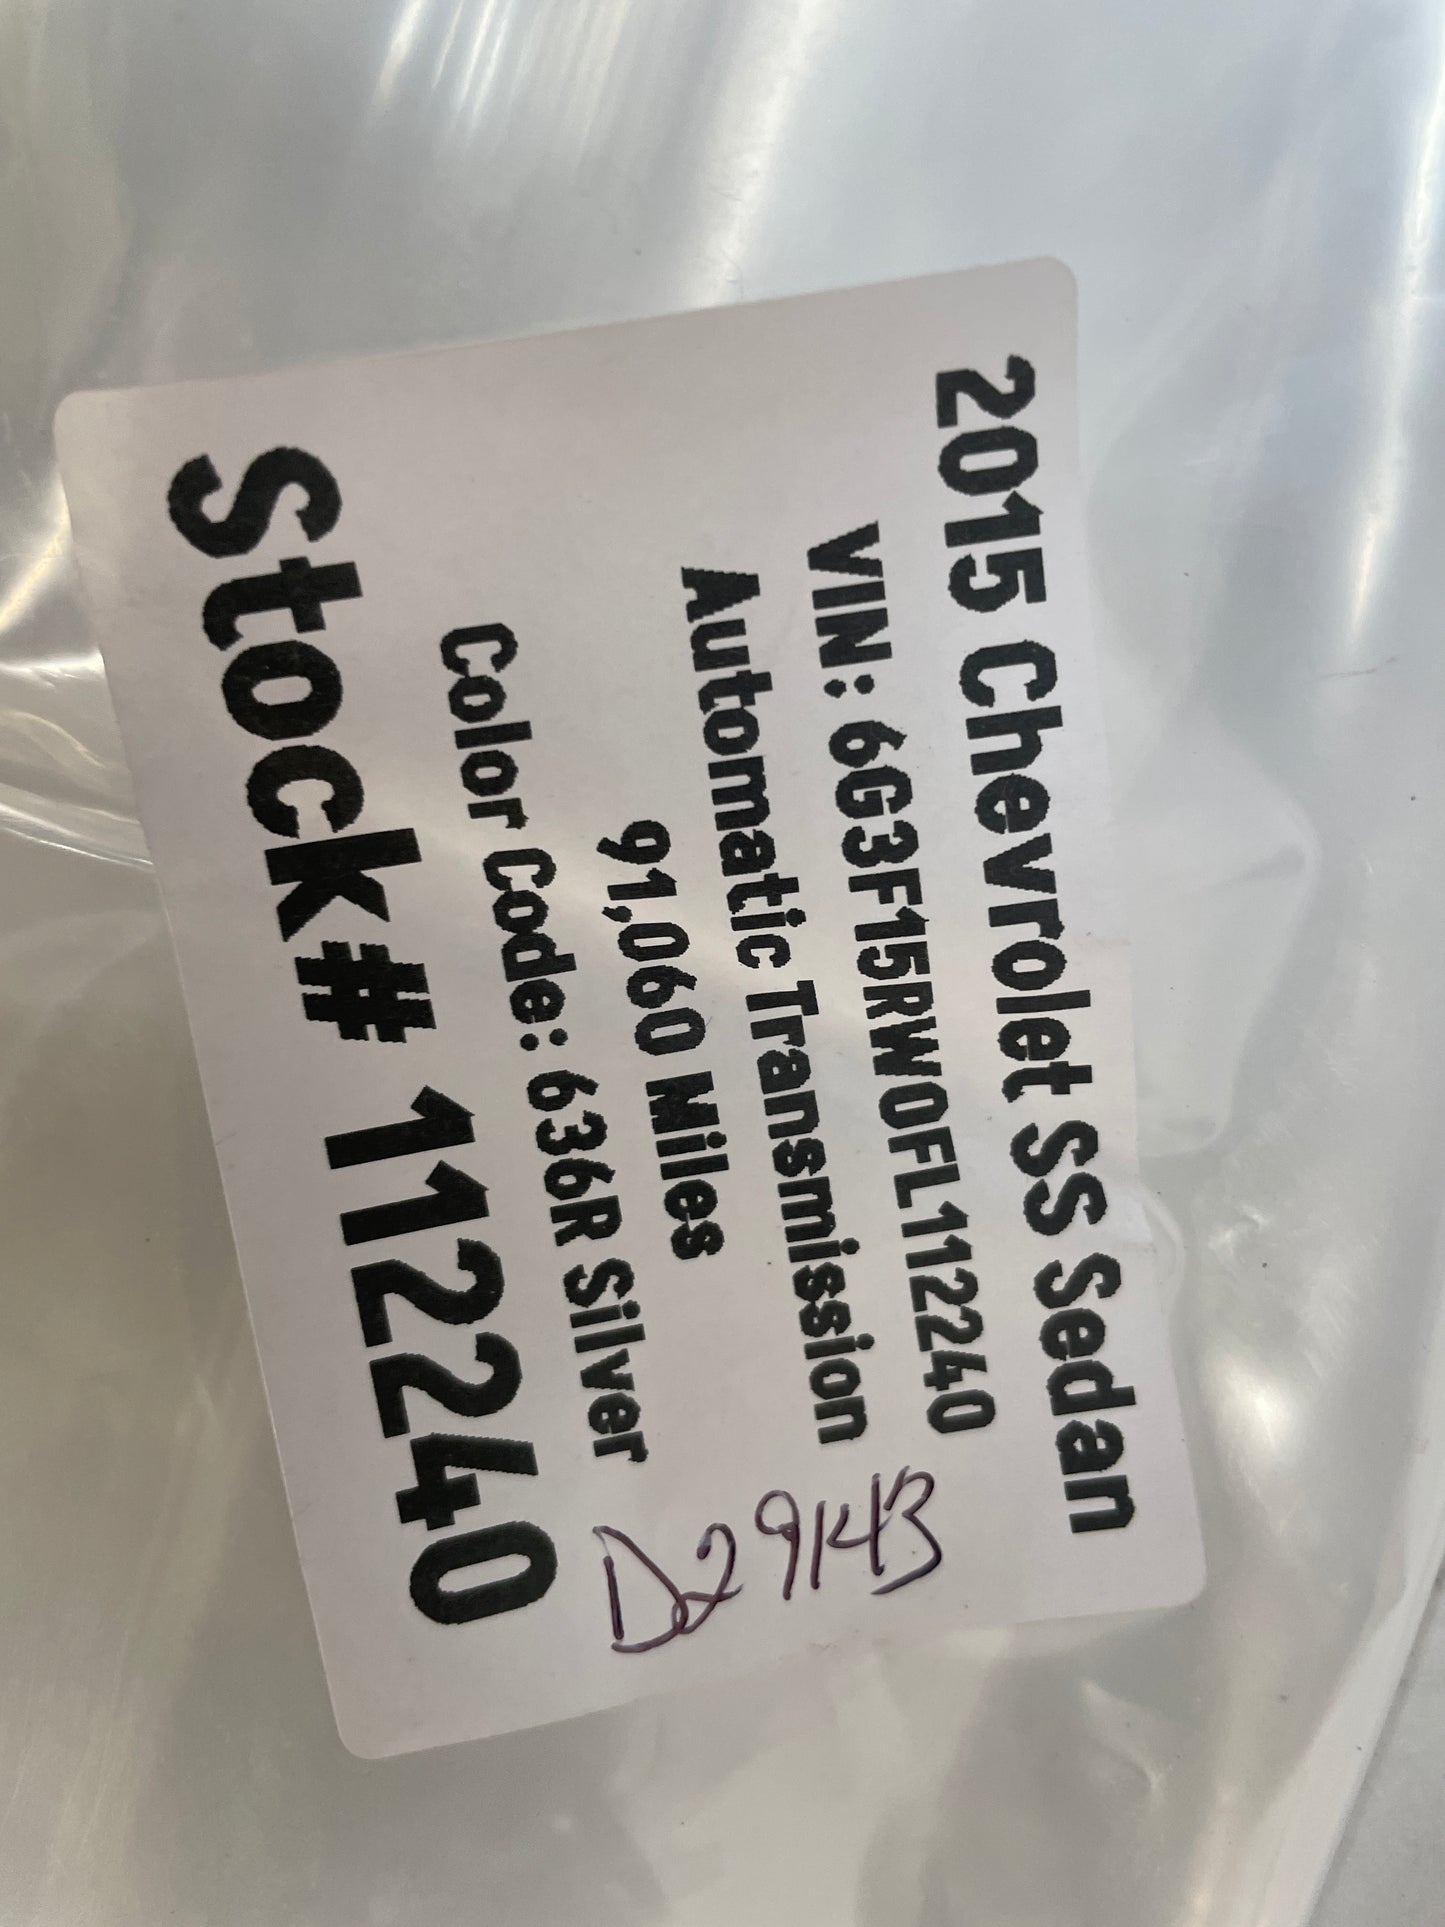 2015 Chevrolet SS Sedan
VIN: 6G3F15RW0FL112240
Automatic Transmission
91,060 Miles
Color Code: 636R Silver
Stock# 112240
D29143